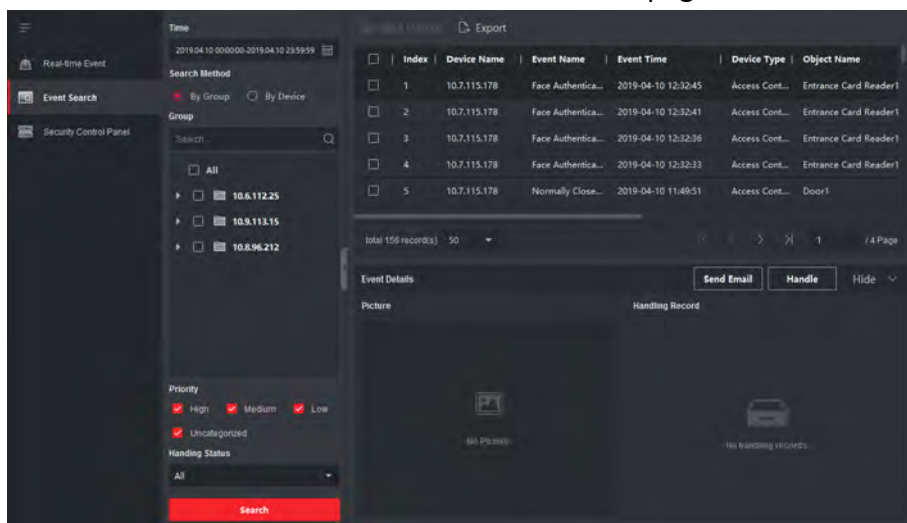 Real-time Event
Event Search
Security Control Panel
Time
2019.04.10 00:00:00-2019.04.10 23:59:59
Search Method
By Group
By Device
Group
Search
All
10.6.112.25
10.9.113.15
10.8.96.212
Priority
High
Medium
Low
Uncategorized
Handing Status
All
Search
Export
Index Device Name Event Name Event Time Device Type Object Name
1 10.7.115.178 Face Authentica... 2019-04-10 12:32:45 Access Cont... Entrance Card Reader1
2 10.7.115.178 Face Authentica... 2019-04-10 12:32:41 Access Cont... Entrance Card Reader1
3 10.7.115.178 Face Authentica... 2019-04-10 12:32:36 Access Cont... Entrance Card Reader1
4 10.7.115.178 Face Authentica... 2019-04-10 12:32:33 Access Cont... Entrance Card Reader1
5 10.7.115.178 Normally Close... 2019-04-10 11:49:51 Access Cont... Door1
total 156 record(s) 50
1 / 4 Page
Event Details
Send Email
Handle
Hide
Picture
Handling Record
No Picture
No handling records...